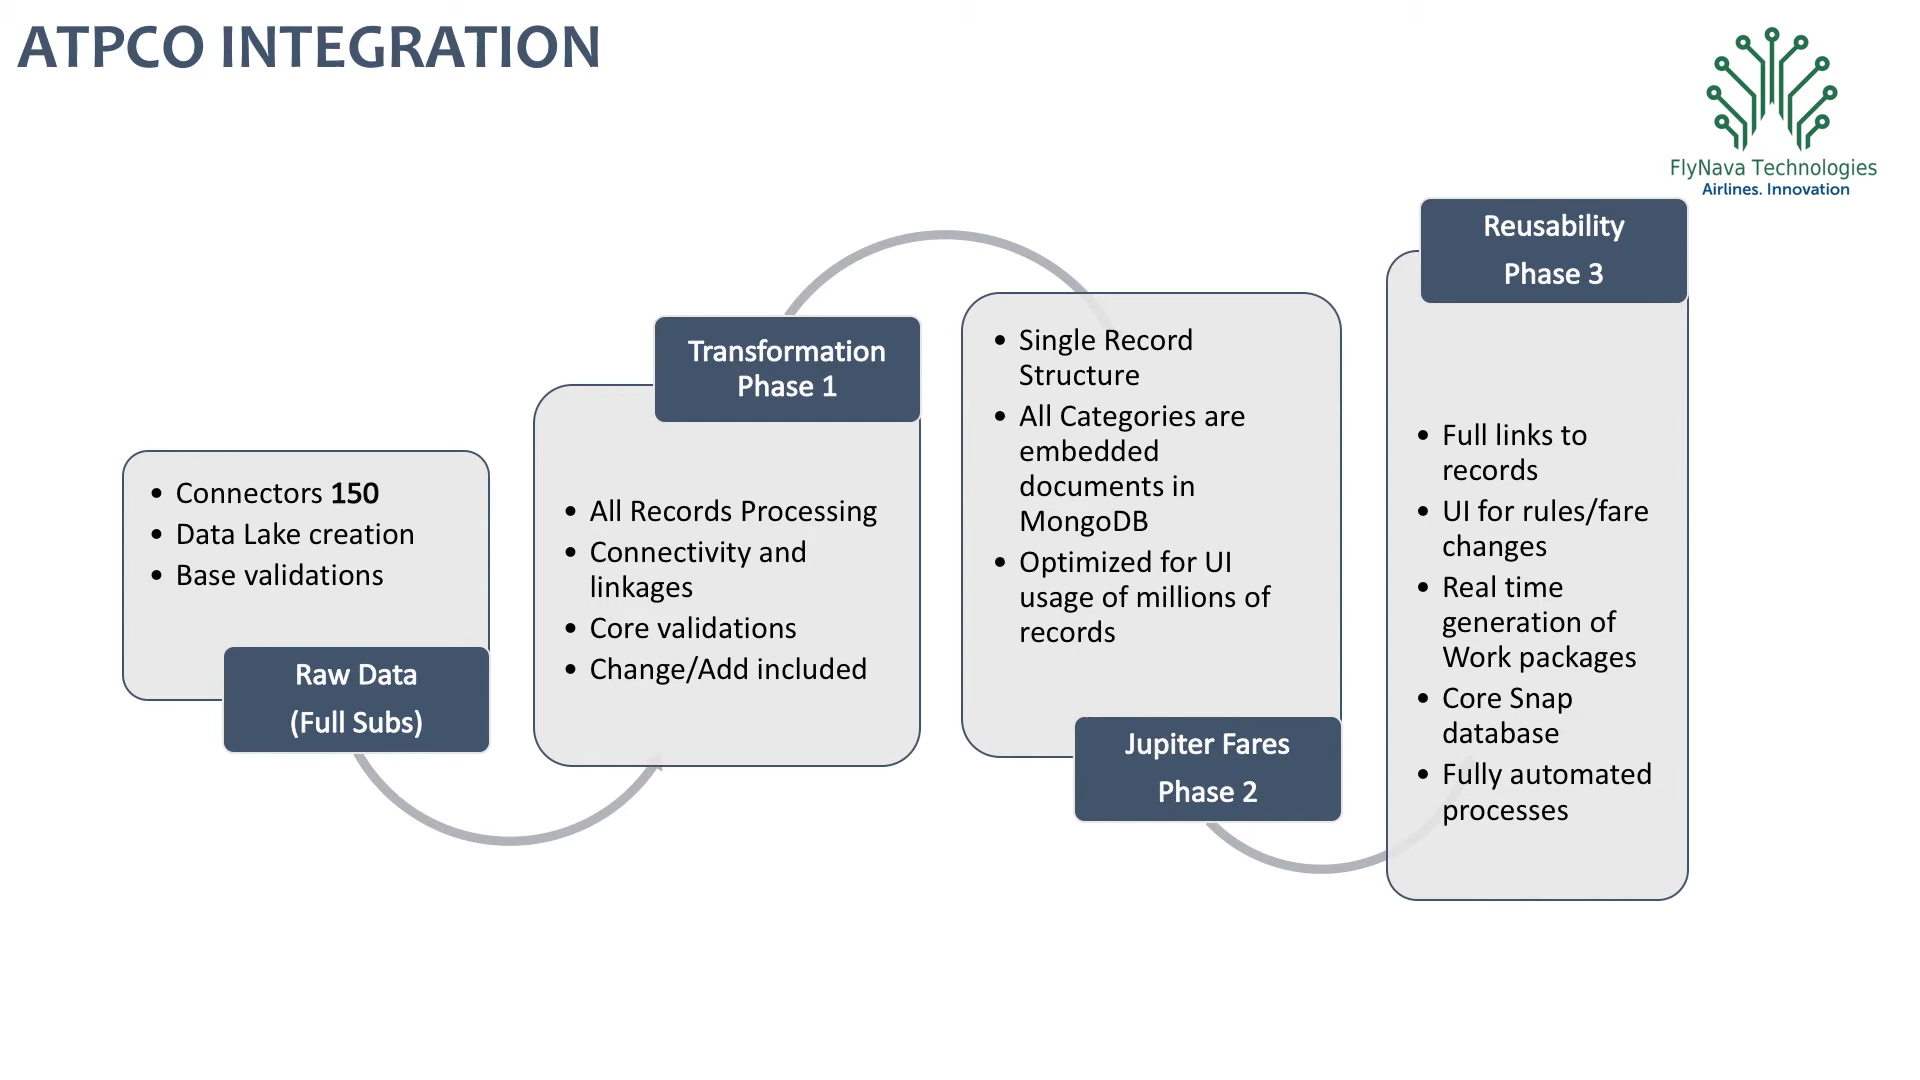 ATPCO INTEGRATION
FlyNava Technologies
Airlines. Innovation
• Connectors 150
• Data Lake creation
• Base validations
Raw Data
(Full Subs)
Transformation
Phase 1
• All Records Processing
• Connectivity and
linkages
• Core validations
• Change/Add included
• Single Record
Structure
• All Categories are
embedded
documents in
MongoDB
• Optimized for UI
usage of millions of
records
Jupiter Fares
Phase 2
Reusability
Phase 3
• Full links to
records
• UI for rules/fare
changes
• Real time
generation of
Work packages
• Core Snap
database
• Fully automated
processes